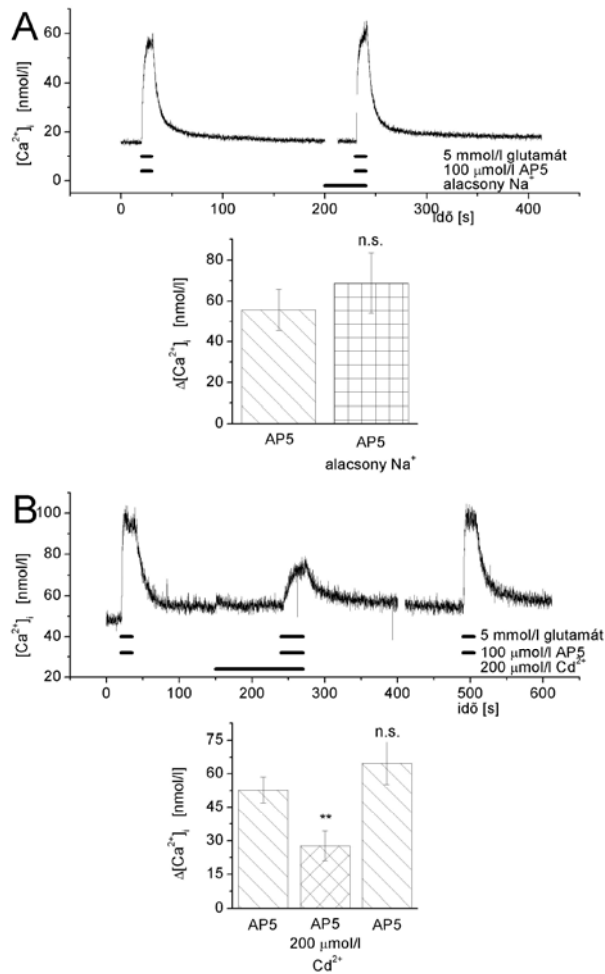 A
[Ca²⁺]ᵢ [nmol/l]
60
40
20
0
5 mmol/l glutamát
100 μmol/l AP5
alacsony Na⁺
0 100 200 300 400
idő [s]
n.s.
Δ[Ca²⁺]ᵢ [nmol/l]
80
60
40
20
0
AP5 AP5
alacsony Na⁺
B
[Ca²⁺]ᵢ [nmol/l]
100
80
60
40
20
5 mmol/l glutamát
100 μmol/l AP5
200 μmol/l Cd²⁺
0 100 200 300 400 500 600
idő [s]
n.s.
**
Δ[Ca²⁺]ᵢ [nmol/l]
75
60
45
30
15
0
AP5 AP5 AP5
200 μmol/l
Cd²⁺